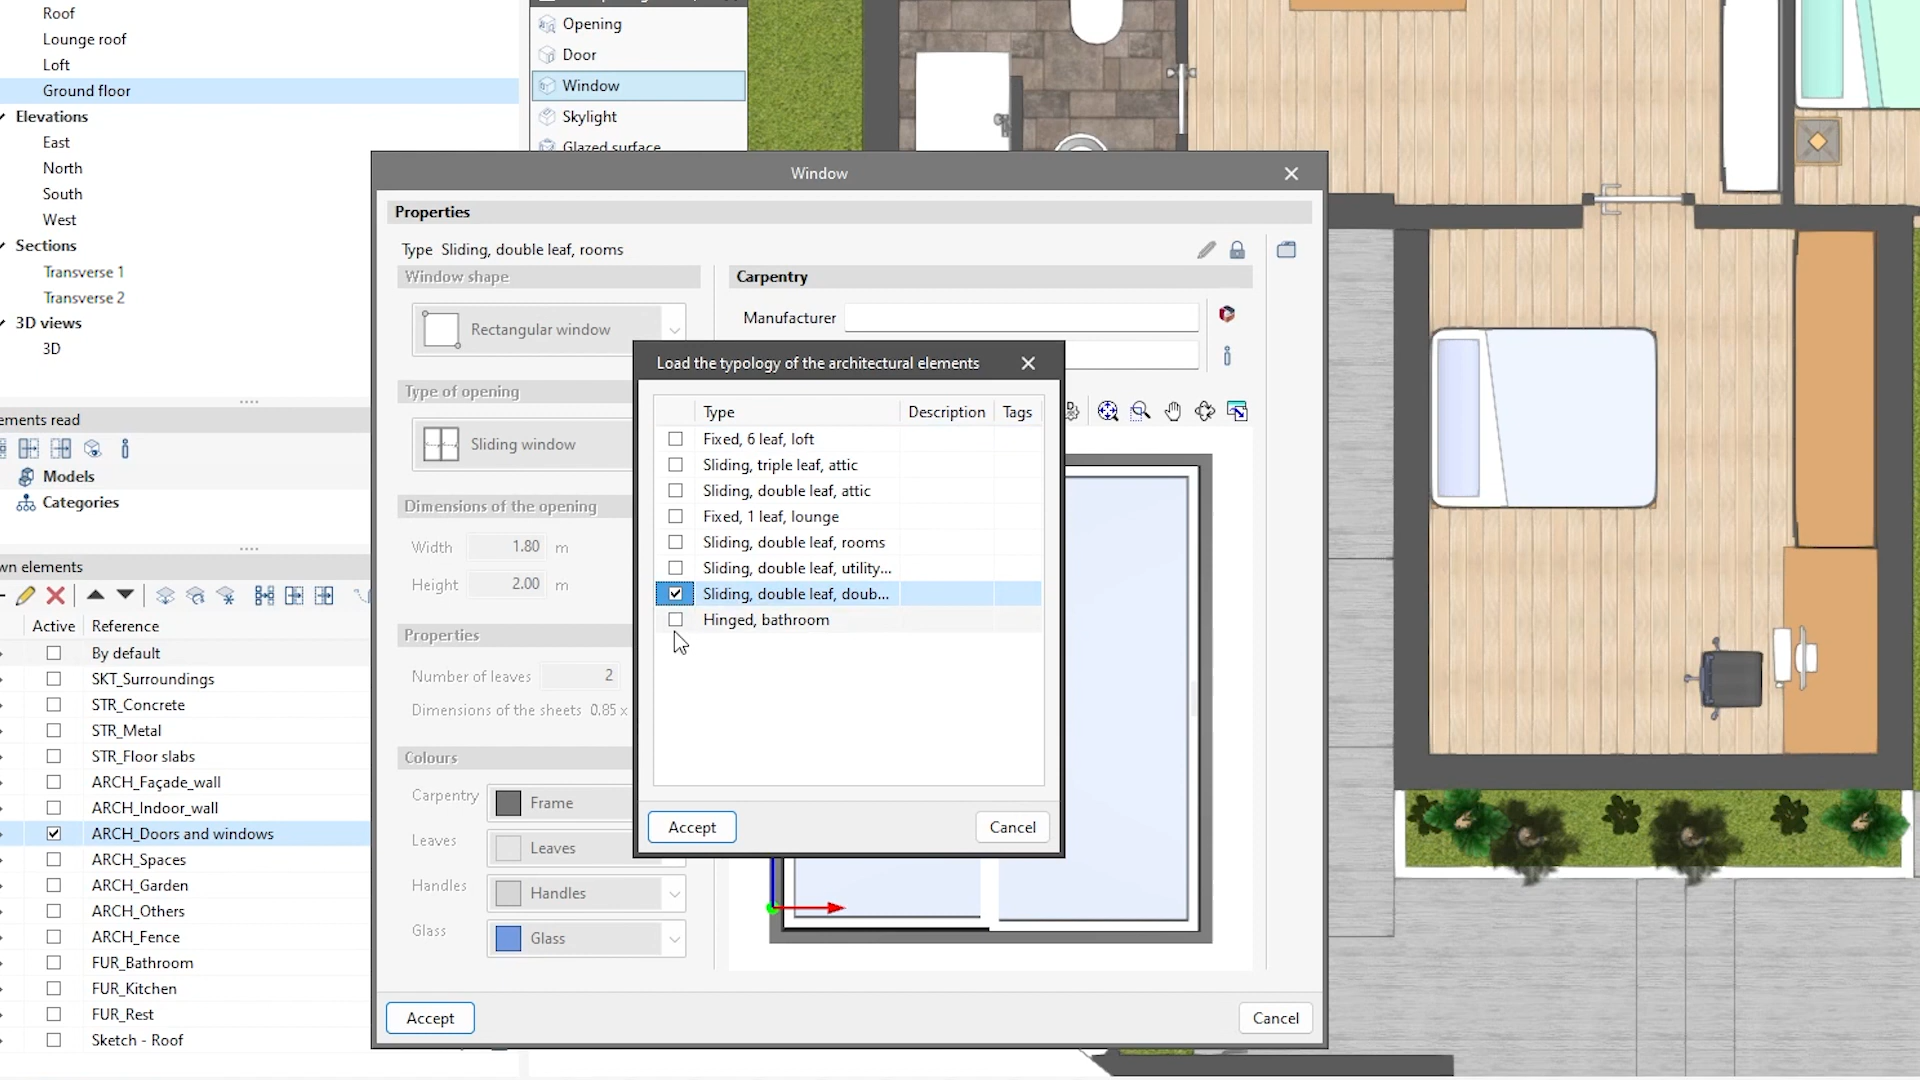 Roof
Lounge roof
Loft
Ground floor
Elevations
East
North
South
West
Sections
Transverse 1
Transverse 2
3D views
3D
ements read
Models
Categories
wn elements
Active Reference
By default
SKT_Surroundings
STR_Concrete
STR_Metal
STR_Floor slabs
ARCH_Façade_wall
ARCH_Indoor_wall
ARCH_Doors and windows
ARCH_Spaces
ARCH_Garden
ARCH_Others
ARCH_Fence
FUR_Bathroom
FUR_Kitchen
FUR_Rest
Sketch - Roof
Opening
Door
Window
Skylight
Glazed surface
Window
Properties
Type Sliding, double leaf, rooms
Window shape
Rectangular window
Type of opening
Sliding window
Dimensions of the opening
Width 1.80 m
Height 2.00 m
Properties
Number of leaves 2
Dimensions of the sheets 0.85 x
Colours
Carpentry Frame
Leaves Leaves
Handles Handles
Glass Glass
Carpentry
Manufacturer
Load the typology of the architectural elements
Type Description Tags
Fixed, 6 leaf, loft
Sliding, triple leaf, attic
Sliding, double leaf, attic
Fixed, 1 leaf, lounge
Sliding, double leaf, rooms
Sliding, double leaf, utility...
Sliding, double leaf, doub...
Hinged, bathroom
Accept Cancel
Accept Cancel